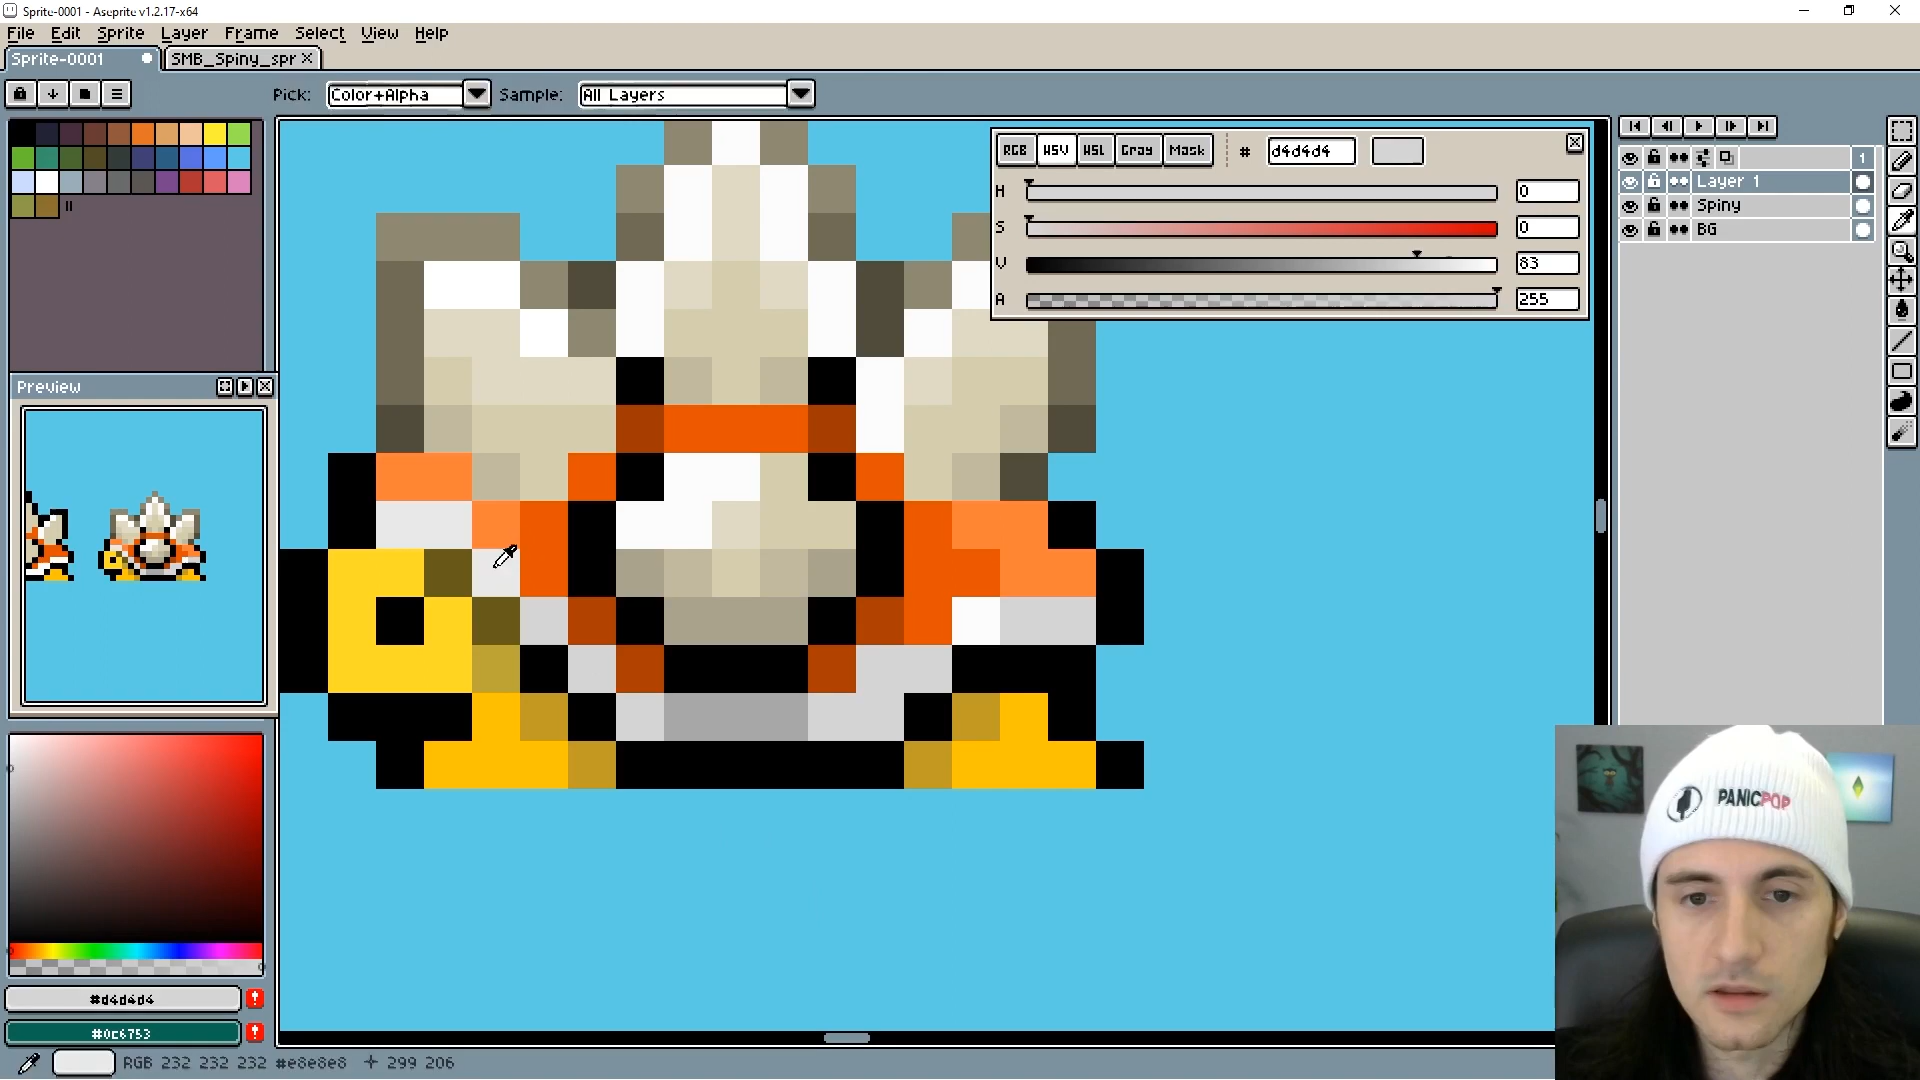 Sprite-0001 - Aseprite v1.2.17-x64
File Edit Sprite Layer Frame Select View Help
Sprite-0001 SMB_Spiny_spr
Pick: Color+Alpha Sample: All Layers
RGB HSV HSL Gray Mask # d4d4d4
H 0
S 0
V 83
A 255
1
Layer 1
Spiny
BG
Preview
#d4d4d4
#0c6753
RGB 232 232 232 #e8e8e8 299 206
PANICPOP